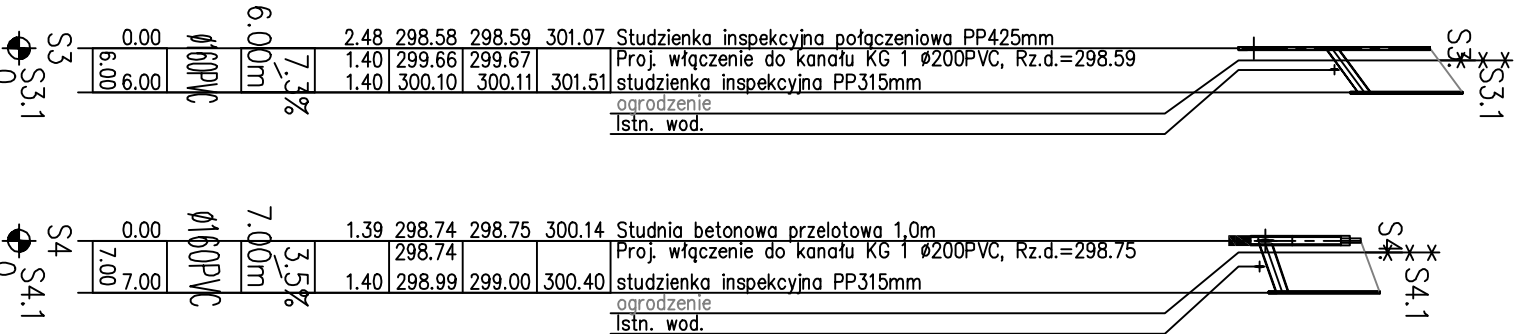 S3
S3.1
0
0.00
6.00 6.00
ø160PVC
6.00m
7.3%
2.48 298.58 298.59 301.07 Studzienka inspekcyjna połączeniowa PP425mm
1.40 299.66 299.67 Proj. włączenie do kanału KG 1 ø200PVC, Rz.d.=298.59
1.40 300.10 300.11 301.51 studzienka inspekcyjna PP315mm
ogrodzenie
Istn. wod.
S3.
S3.1
S4
S4.1
0
0.00
7.00 7.00
ø160PVC
7.00m
3.5%
1.39 298.74 298.75 300.14 Studnia betonowa przelotowa 1,0m
298.74 Proj. włączenie do kanału KG 1 ø200PVC, Rz.d.=298.75
1.40 298.99 299.00 300.40 studzienka inspekcyjna PP315mm
ogrodzenie
Istn. wod.
S4.
S4.1